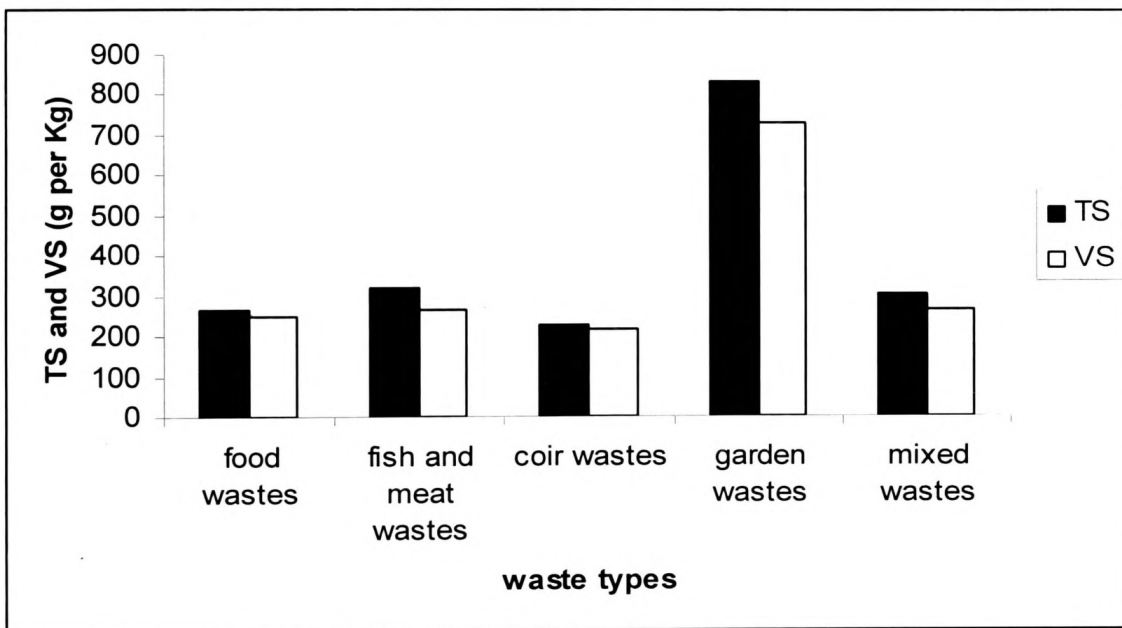 TS and VS (g per Kg)
900
800
700
600
500
400
300
200
100
0
food wastes
fish and meat wastes
coir wastes
garden wastes
mixed wastes
waste types
TS
VS